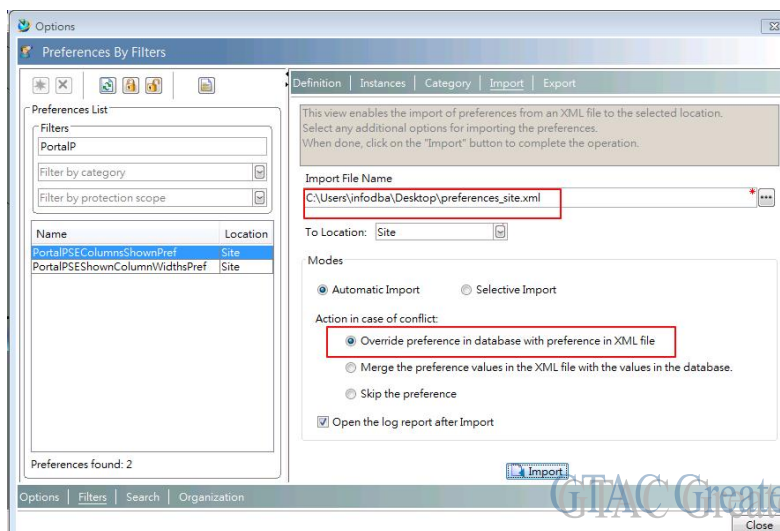 Options
Preferences By Filters
Preferences List
Filters
PortalP
Filter by category
Filter by protection scope
Name Location
PortalPSEColumnsShownPref Site
PortalPSEShownColumnWidthsPref Site
Preferences found: 2
Definition | Instances | Category | Import | Export
This view enables the import of preferences from an XML file to the selected location.
Select any additional options for importing the preferences.
When done, click on the "Import" button to complete the operation.
Import File Name
C:\Users\infodba\Desktop\preferences_site.xml
*
...
To Location: Site
Modes
Automatic Import Selective Import
Action in case of conflict:
Override preference in database with preference in XML file
Merge the preference values in the XML file with the values in the database.
Skip the preference
Open the log report after Import
Import
Options | Filters | Search | Organization
GTAC Great
Close